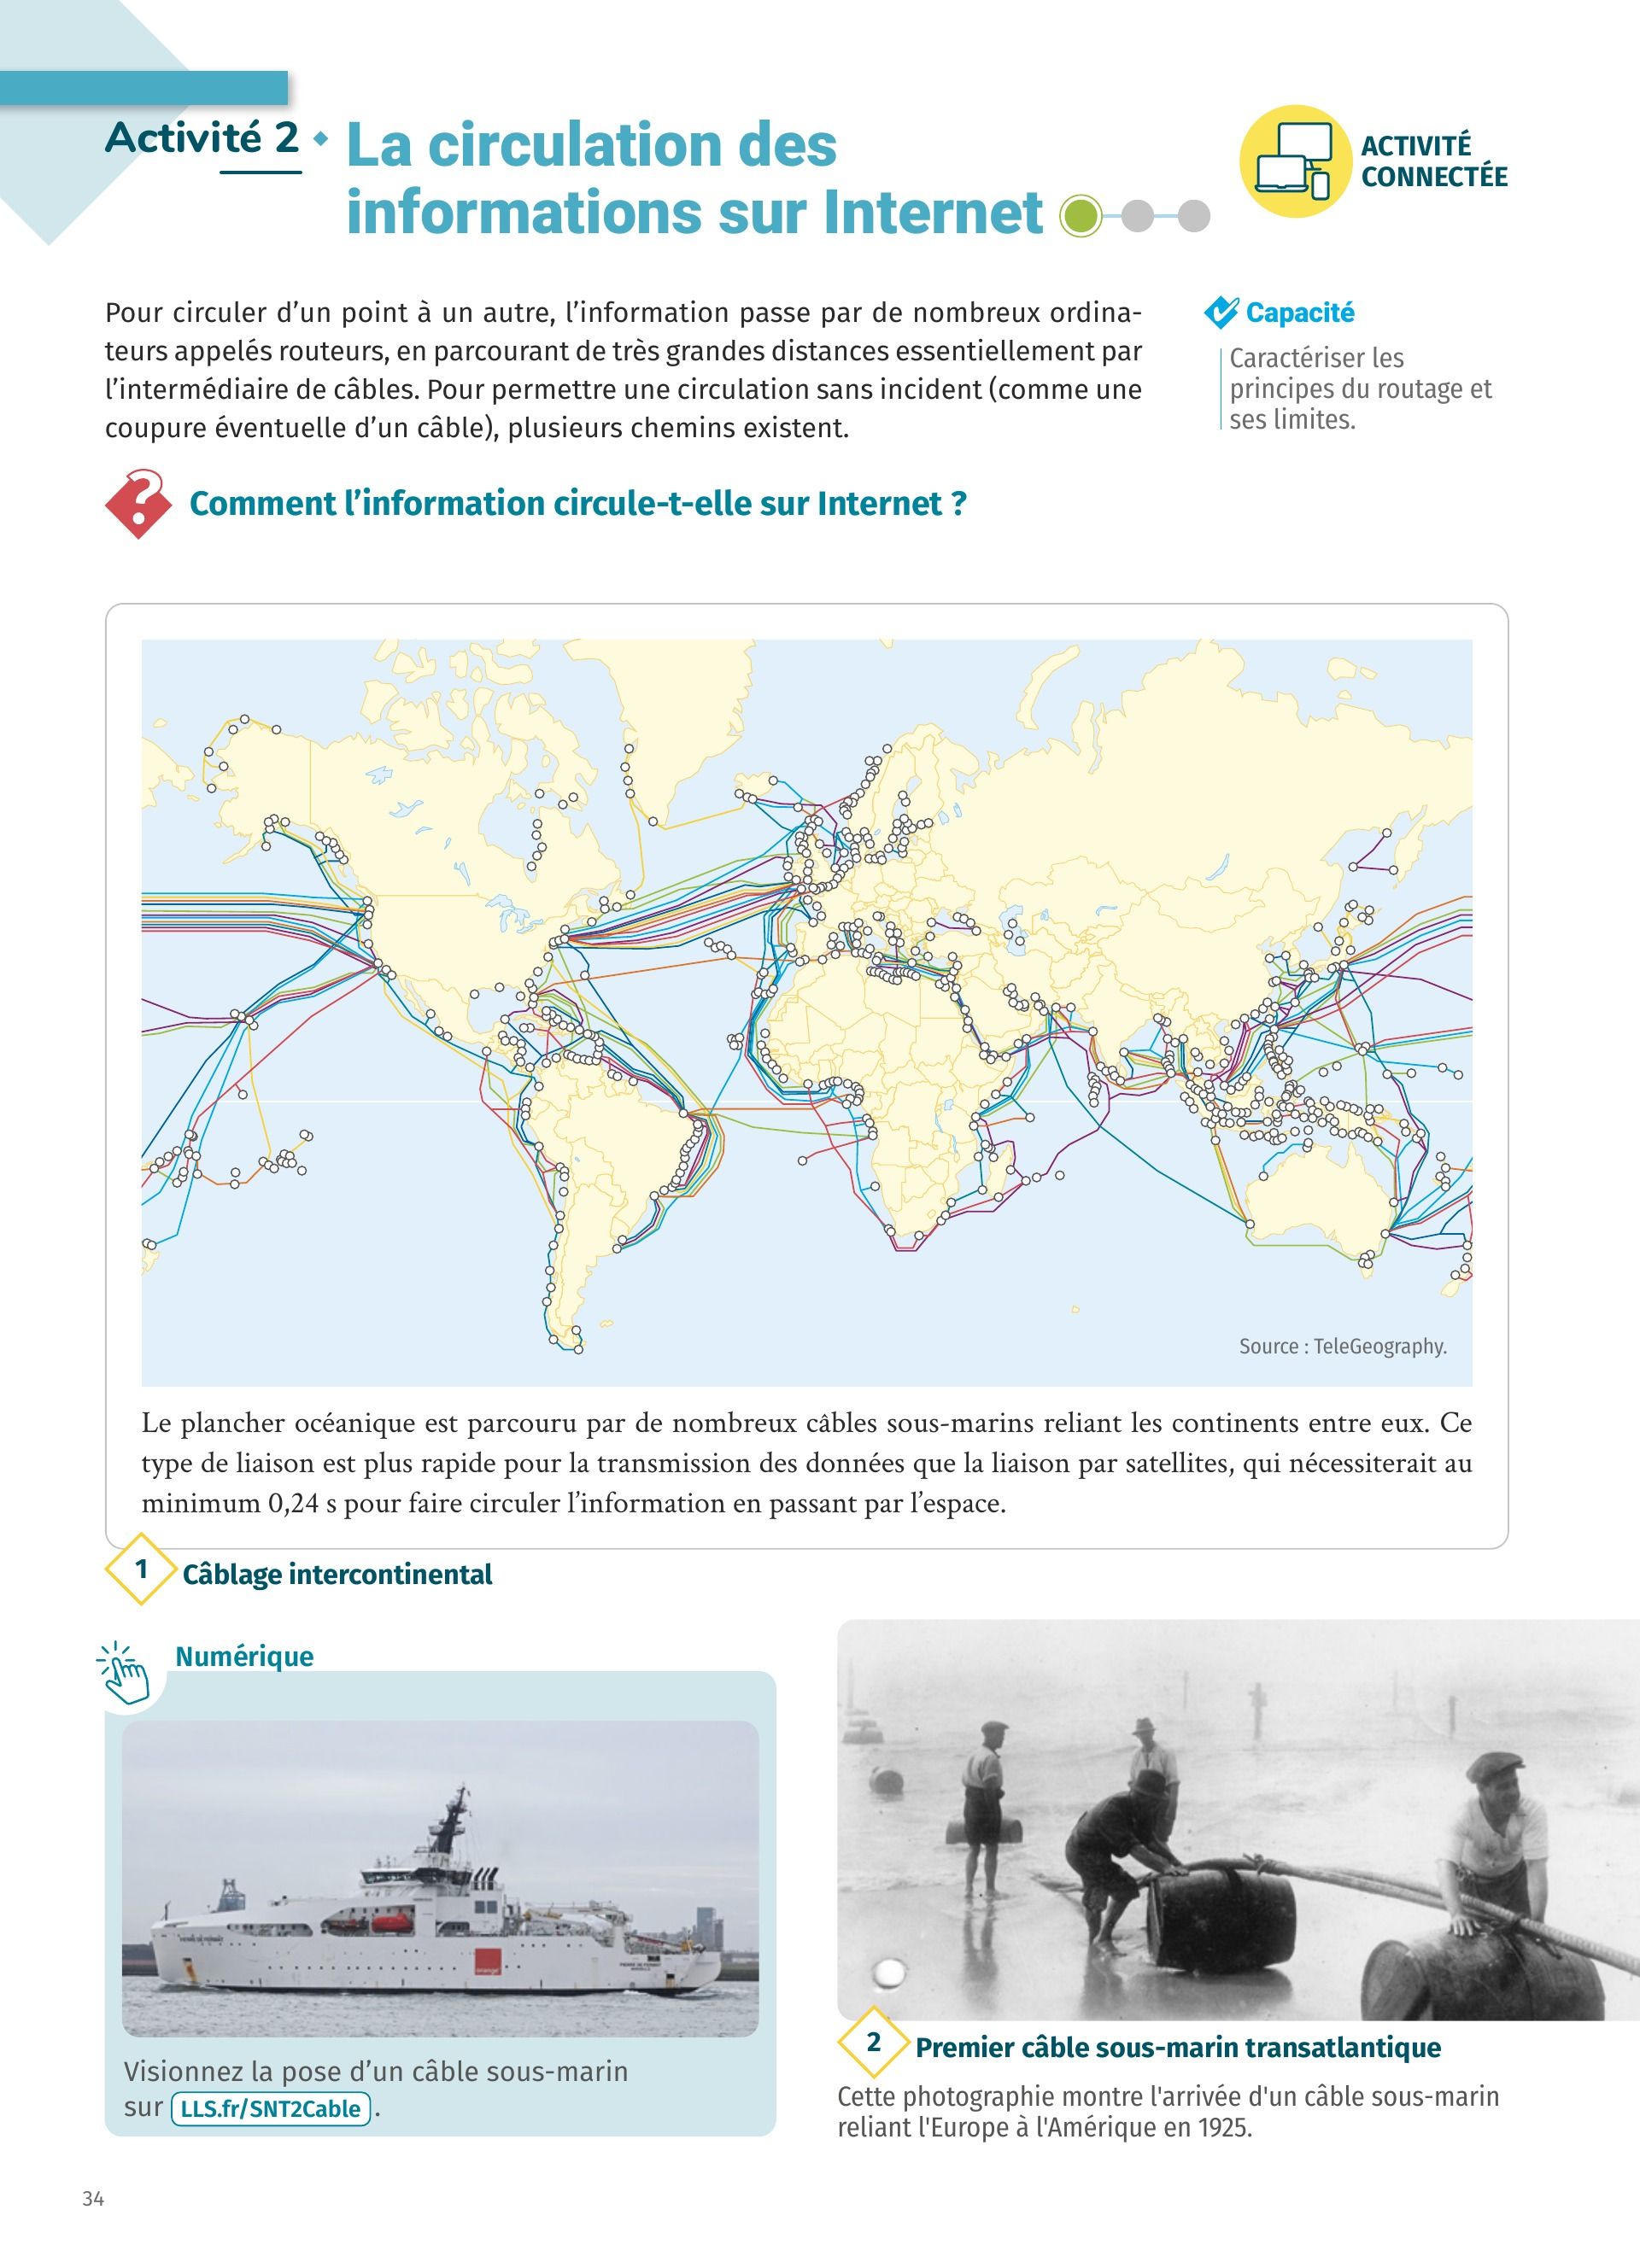 Activité 2
La circulation des
informations sur Internet
ACTIVITÉ
CONNECTÉE
Pour circuler d’un point à un autre, l’information passe par de nombreux ordina-
teurs appelés routeurs, en parcourant de très grandes distances essentiellement par
l’intermédiaire de câbles. Pour permettre une circulation sans incident (comme une
coupure éventuelle d’un câble), plusieurs chemins existent.
Capacité
Caractériser les
principes du routage et
ses limites.
?
Comment l’information circule-t-elle sur Internet ?
Source : TeleGeography.
Le plancher océanique est parcouru par de nombreux câbles sous-marins reliant les continents entre eux. Ce
type de liaison est plus rapide pour la transmission des données que la liaison par satellites, qui nécessiterait au
minimum 0,24 s pour faire circuler l’information en passant par l’espace.
1
Câblage intercontinental
Numérique
orange
Visionnez la pose d’un câble sous-marin
sur LLS.fr/SNT2Cable .
2
Premier câble sous-marin transatlantique
Cette photographie montre l'arrivée d'un câble sous-marin
reliant l'Europe à l'Amérique en 1925.
34